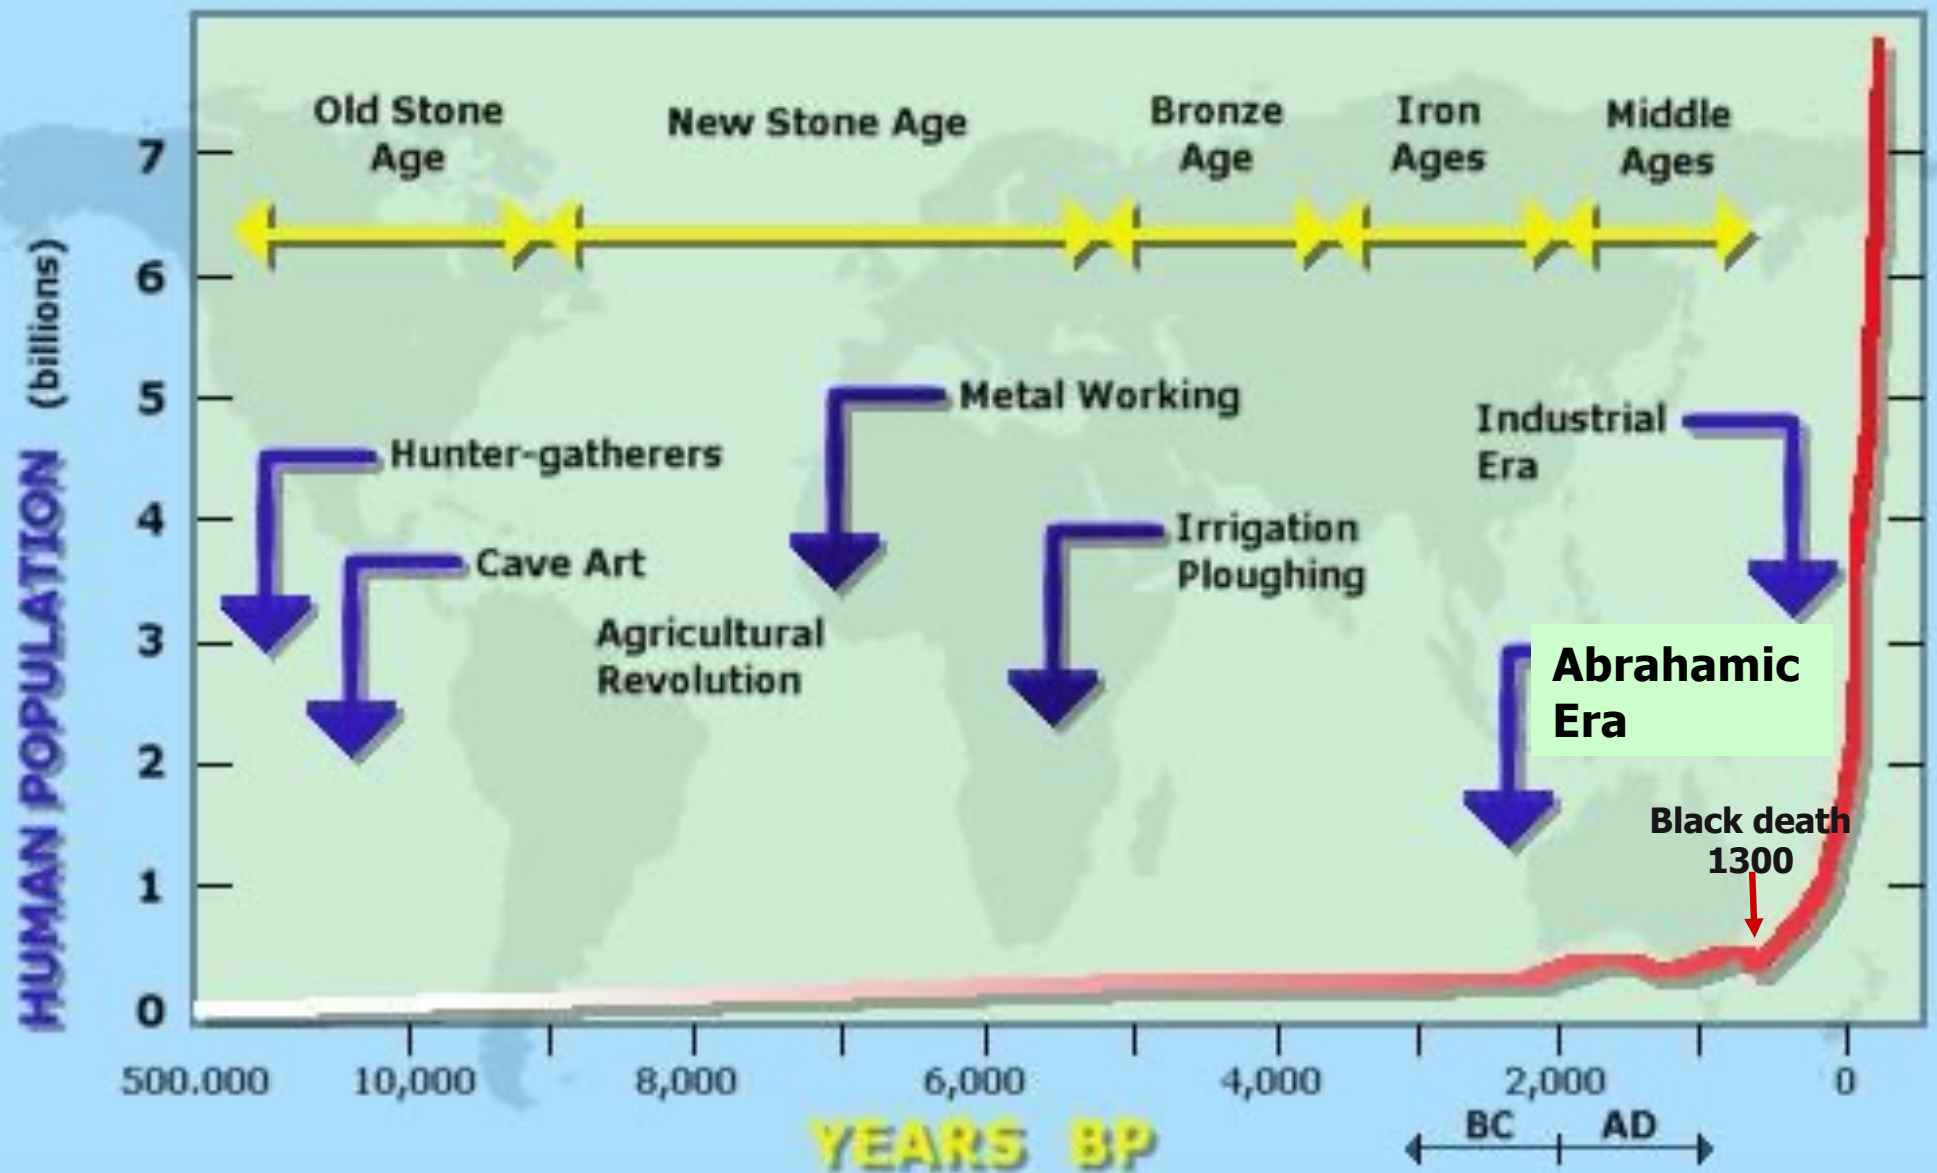 Old Stone
Age
New Stone Age
Bronze
Age
Iron
Ages
Middle
Ages
7
6
5
4
3
2
1
0
HUMAN POPULATION (billions)
Metal Working
Hunter-gatherers
Industrial
Era
Irrigation
Ploughing
Cave Art
Agricultural
Revolution
Abrahamic
Era
Black death
1300
500.000 10,000 8,000 6,000 4,000 2,000 0
BC AD
YEARS BP